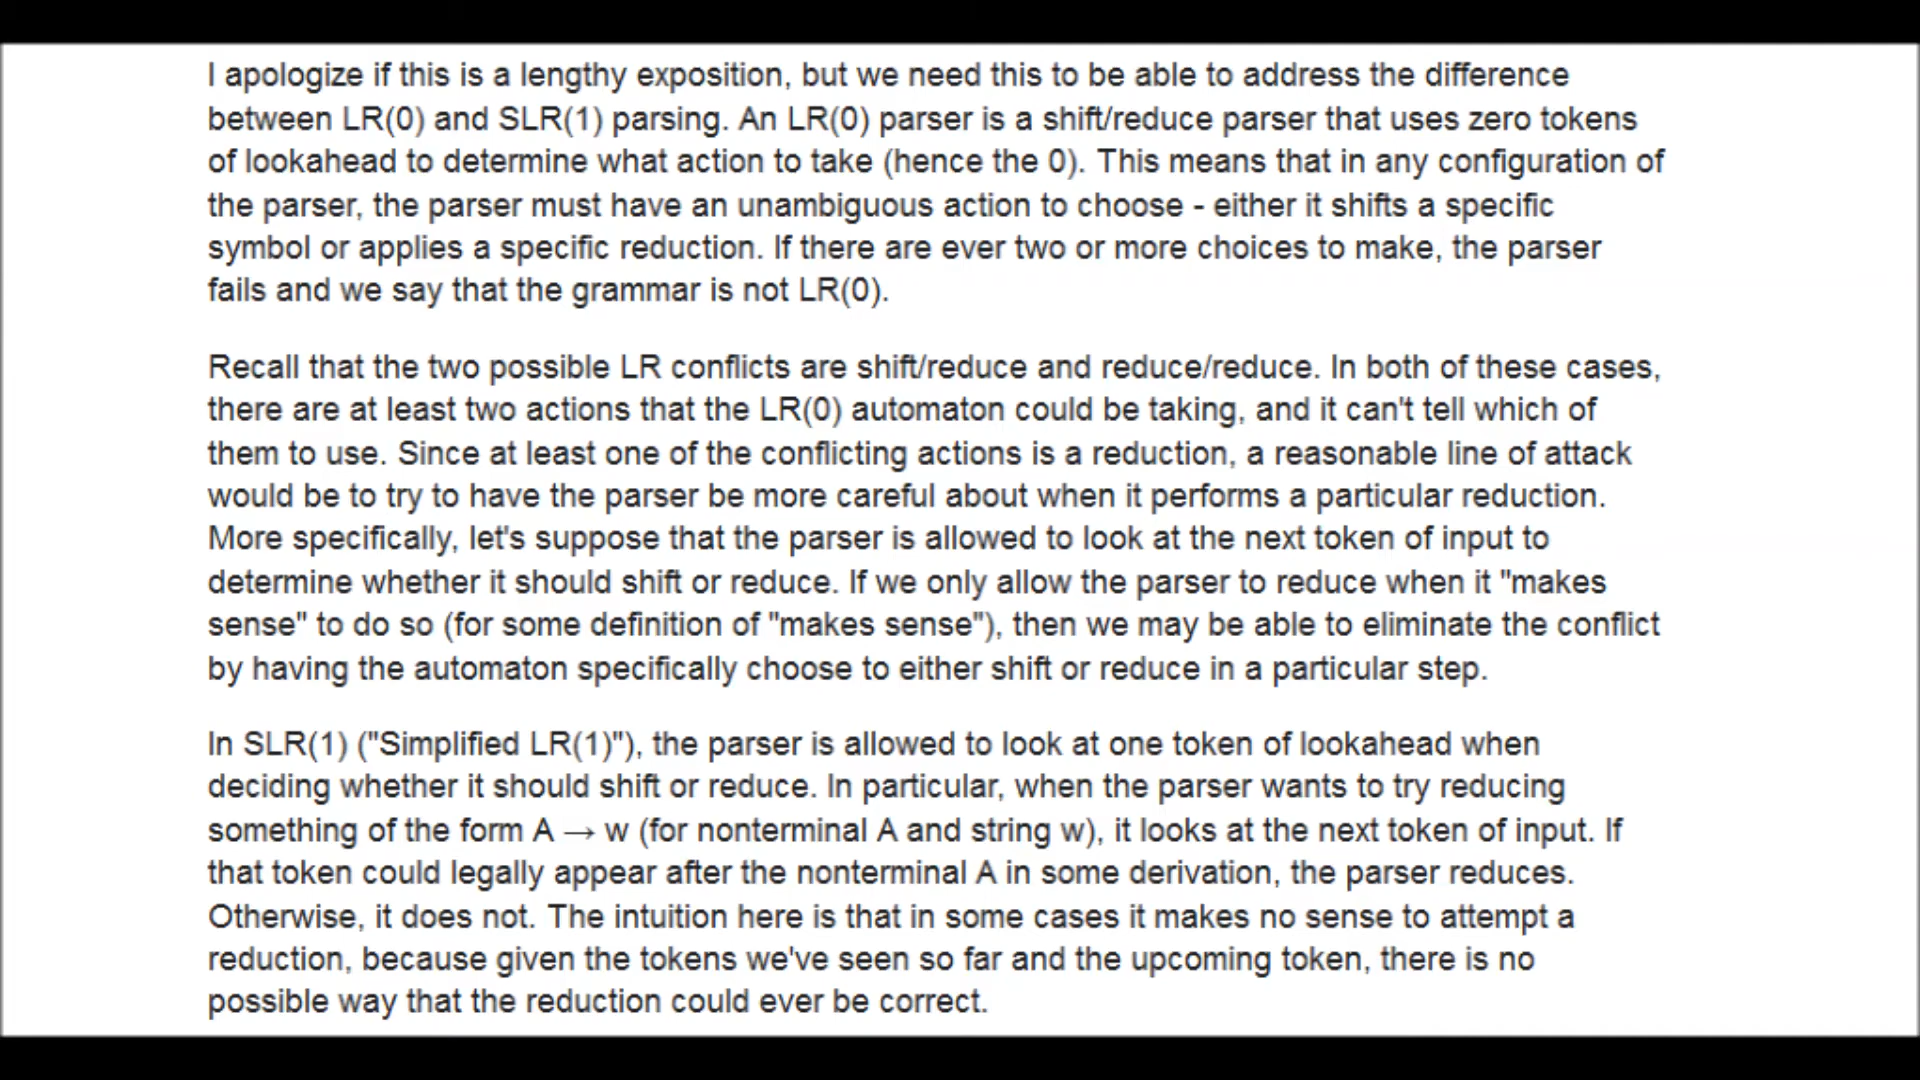 I apologize if this is a lengthy exposition, but we need this to be able to address the difference
between LR(0) and SLR(1) parsing. An LR(0) parser is a shift/reduce parser that uses zero tokens
of lookahead to determine what action to take (hence the 0). This means that in any configuration of
the parser, the parser must have an unambiguous action to choose - either it shifts a specific
symbol or applies a specific reduction. If there are ever two or more choices to make, the parser
fails and we say that the grammar is not LR(0).
Recall that the two possible LR conflicts are shift/reduce and reduce/reduce. In both of these cases,
there are at least two actions that the LR(0) automaton could be taking, and it can't tell which of
them to use. Since at least one of the conflicting actions is a reduction, a reasonable line of attack
would be to try to have the parser be more careful about when it performs a particular reduction.
More specifically, let's suppose that the parser is allowed to look at the next token of input to
determine whether it should shift or reduce. If we only allow the parser to reduce when it "makes
sense" to do so (for some definition of "makes sense"), then we may be able to eliminate the conflict
by having the automaton specifically choose to either shift or reduce in a particular step.
In SLR(1) ("Simplified LR(1)"), the parser is allowed to look at one token of lookahead when
deciding whether it should shift or reduce. In particular, when the parser wants to try reducing
something of the form A → w (for nonterminal A and string w), it looks at the next token of input. If
that token could legally appear after the nonterminal A in some derivation, the parser reduces.
Otherwise, it does not. The intuition here is that in some cases it makes no sense to attempt a
reduction, because given the tokens we've seen so far and the upcoming token, there is no
possible way that the reduction could ever be correct.